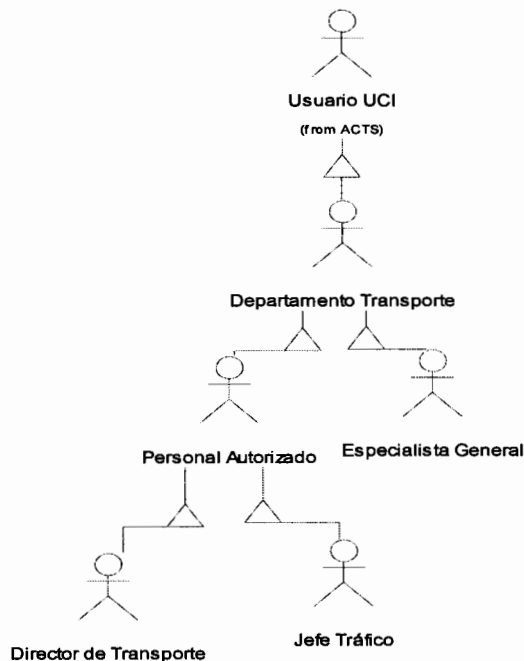 Usuario UCI
(from ACTS)
Departamento Transporte
Personal Autorizado
Especialista General
Director de Transporte
Jefe Tráfico